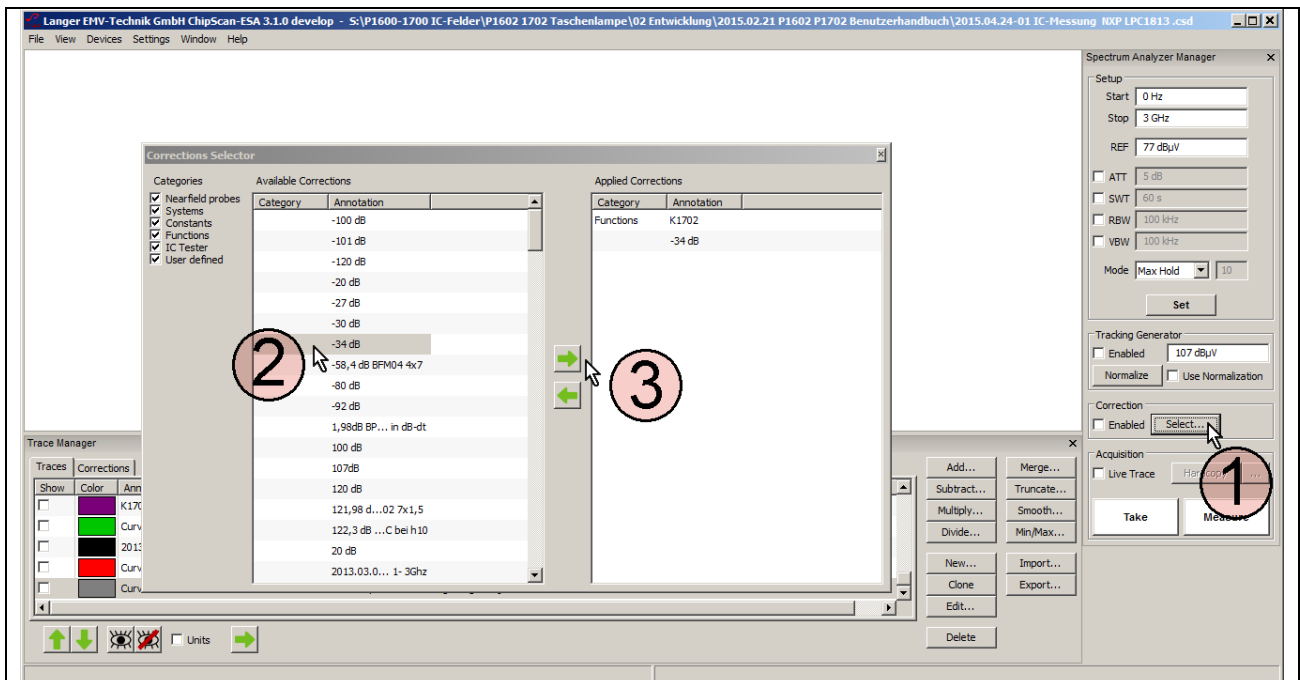 Langer EMV-Technik GmbH ChipScan-ESA 3.1.0 develop - S:\P1600-1700 IC-Felder\P1602 1702 Taschenlampe\02 Entwicklung\2015.02.21 P1602 P1702 Benutzerhandbuch\2015.04.24-01 IC-Messung NXP LPC1813 .csd
File View Devices Settings Window Help
Spectrum Analyzer Manager
Setup
Start 0 Hz
Stop 3 GHz
REF 77 dBµV
ATT 5 dB
SWT 60 s
RBW 100 kHz
VBW 100 kHz
Mode Max Hold 10
Set
Tracking Generator
Enabled 107 dBµV
Normalize Use Normalization
Correction
Enabled Select...
1
Acquisition
Live Trace ...
Take Measure
Corrections Selector
Categories
Nearfield probes
Systems
Constants
Functions
IC Tester
User defined
Available Corrections
Category Annotation
-100 dB
-101 dB
-120 dB
-20 dB
-27 dB
-30 dB
-34 dB
-58,4 dB BFM04 4x7
-80 dB
-92 dB
1,98dB BP... in dB-dt
100 dB
107dB
120 dB
121,98 d...02 7x1,5
122,3 dB ...C bei h10
20 dB
2013.03.0... 1- 3Ghz
2
3
Applied Corrections
Category Annotation
Functions K1702
-34 dB
Trace Manager
Traces Corrections
Show Color Ann
K170
Curv
2013
Curv
Curv
Add... Merge...
Subtract... Truncate...
Multiply... Smooth...
Divide... Min/Max...
New... Import...
Clone Export...
Edit...
Delete
Units